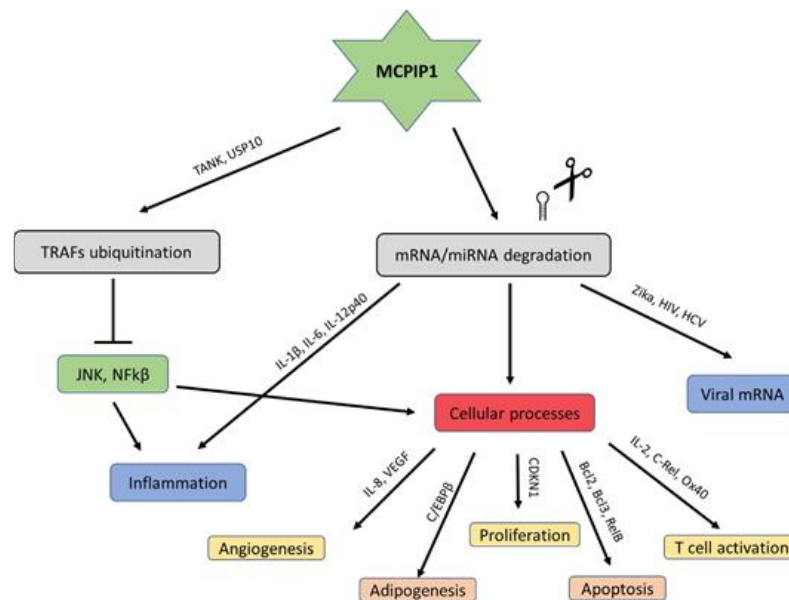 MCPIP1
TANK, USP10
TRAFs ubiquitination
mRNA/miRNA degradation
IL-1β, IL-6, IL-12p40
Zika, HIV, HCV
JNK, NFkβ
Viral mRNA
Cellular processes
Inflammation
IL-8, VEGF
C/EBPβ
CDKN1
Bcl2, Bcl3, RelB
IL-2, C-Rel, Ox40
Angiogenesis
Proliferation
T cell activation
Adipogenesis
Apoptosis